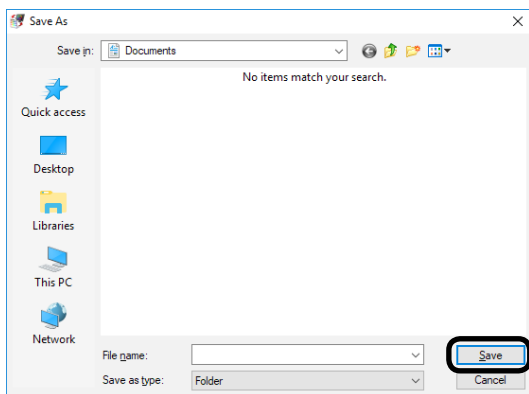 Save As
Save in:
Documents
No items match your search.
Quick access
Desktop
Libraries
This PC
Network
File name:
Save
Save as type:
Folder
Cancel